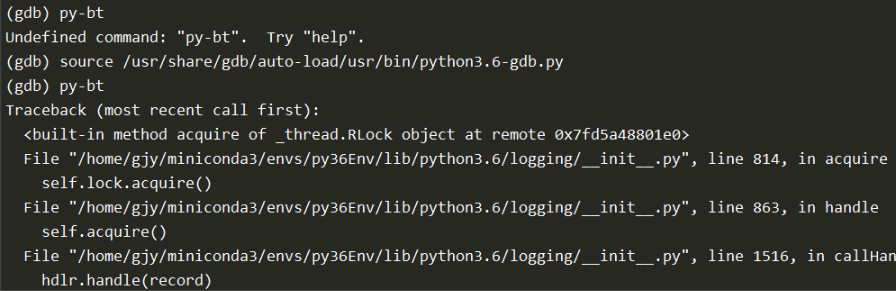 (gdb) py-bt
Undefined command: "py-bt".  Try "help".
(gdb) source /usr/share/gdb/auto-load/usr/bin/python3.6-gdb.py
(gdb) py-bt
Traceback (most recent call first):
  <built-in method acquire of _thread.RLock object at remote 0x7fd5a48801e0>
  File "/home/gjy/miniconda3/envs/py36Env/lib/python3.6/logging/__init__.py", line 814, in acquire
    self.lock.acquire()
  File "/home/gjy/miniconda3/envs/py36Env/lib/python3.6/logging/__init__.py", line 863, in handle
    self.acquire()
  File "/home/gjy/miniconda3/envs/py36Env/lib/python3.6/logging/__init__.py", line 1516, in callHan
    hdlr.handle(record)